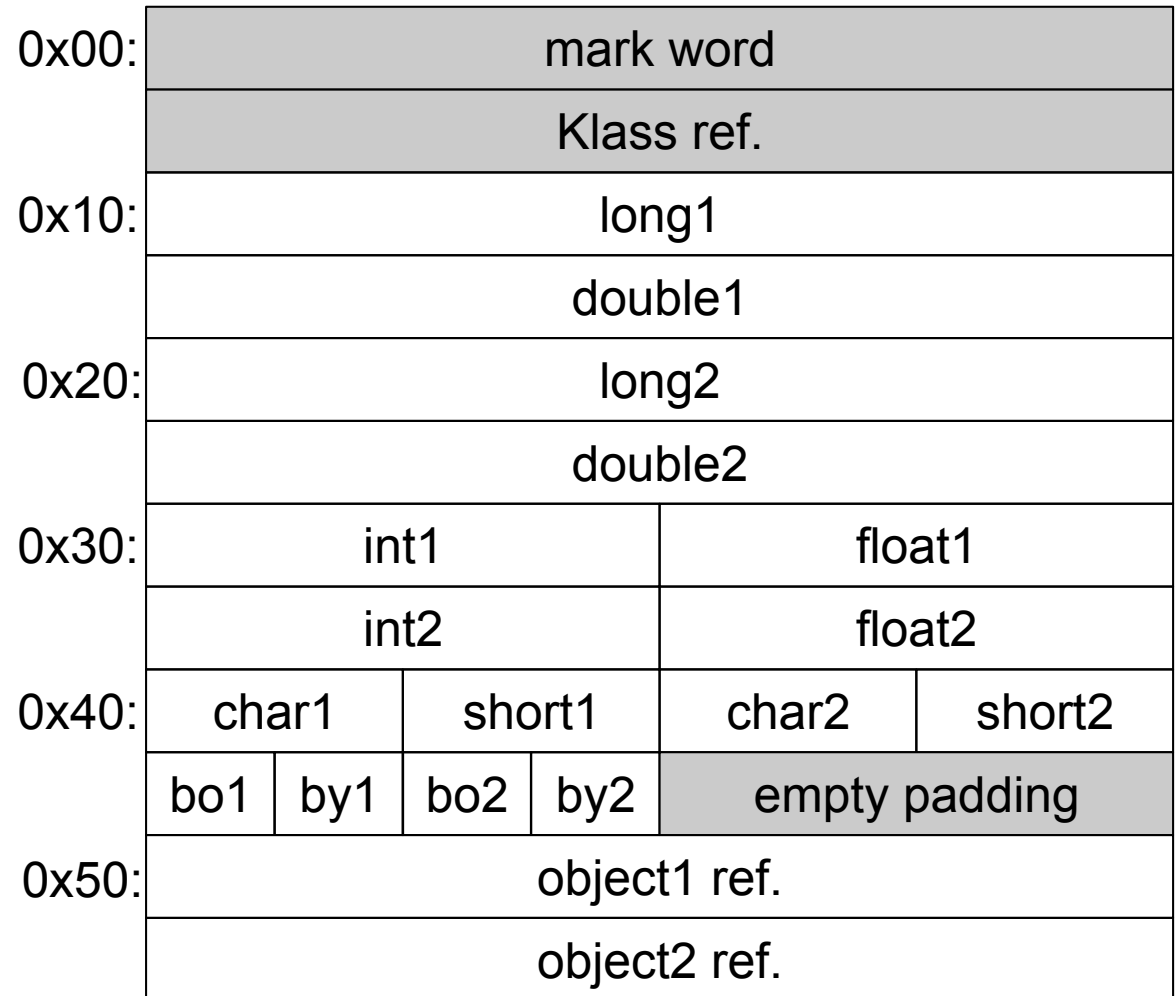 0x00: mark word
Klass ref.
0x10: long1
double1
0x20: long2
double2
0x30: int1 float1
int2 float2
0x40: char1 short1 char2 short2
bo1 by1 bo2 by2 empty padding
0x50: object1 ref.
object2 ref.